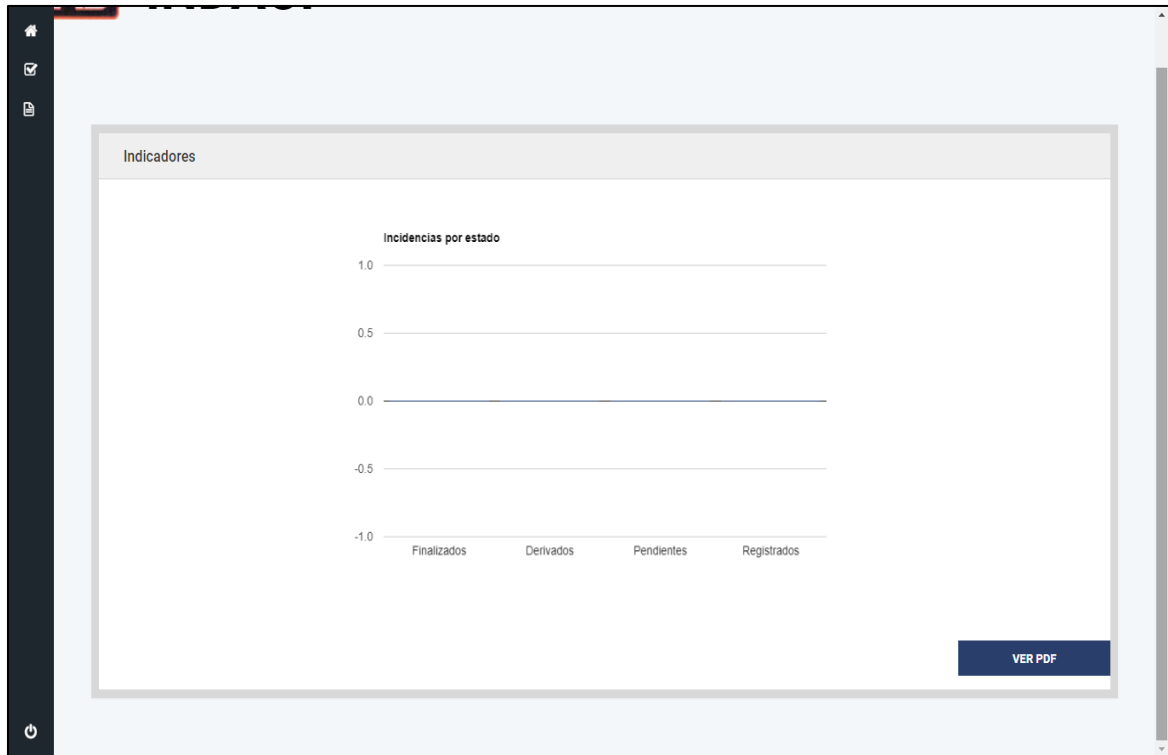 Indicadores
Incidencias por estado
1.0
0.5
0.0
-0.5
-1.0
Finalizados Derivados Pendientes Registrados
VER PDF